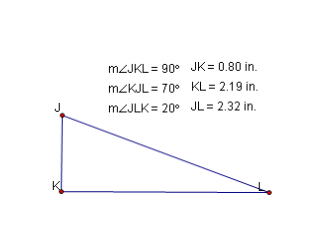 m∠JKL = 90° JK = 0.80 in.
m∠KJL = 70° KL = 2.19 in.
m∠JLK = 20° JL = 2.32 in.
J
K
L